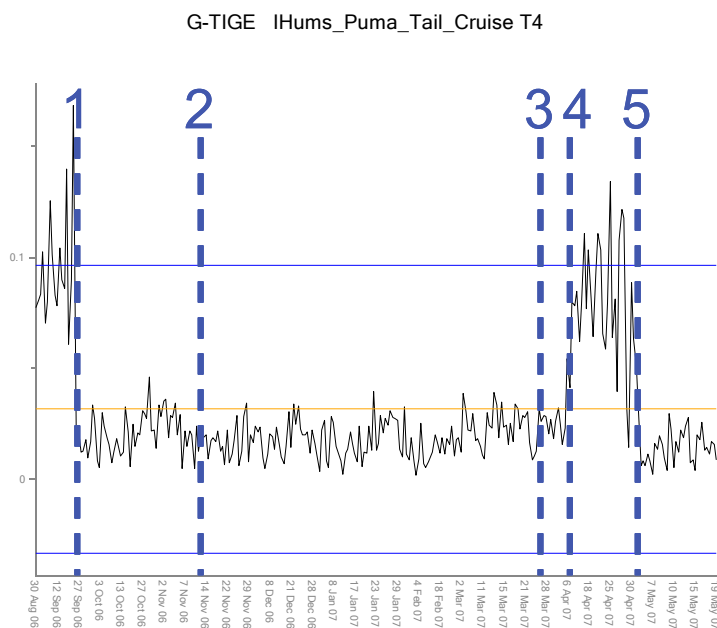 G-TIGE IHums_Puma_Tail_Cruise T4
1 2 3 4 5
0.1
0
30 Aug 06
12 Sep 06
27 Sep 06
3 Oct 06
13 Oct 06
27 Oct 06
2 Nov 06
7 Nov 06
14 Nov 06
22 Nov 06
29 Nov 06
8 Dec 06
21 Dec 06
28 Dec 06
8 Jan 07
17 Jan 07
23 Jan 07
29 Jan 07
4 Feb 07
18 Feb 07
2 Mar 07
11 Mar 07
15 Mar 07
21 Mar 07
28 Mar 07
6 Apr 07
18 Apr 07
25 Apr 07
30 Apr 07
7 May 07
10 May 07
15 May 07
19 May 07